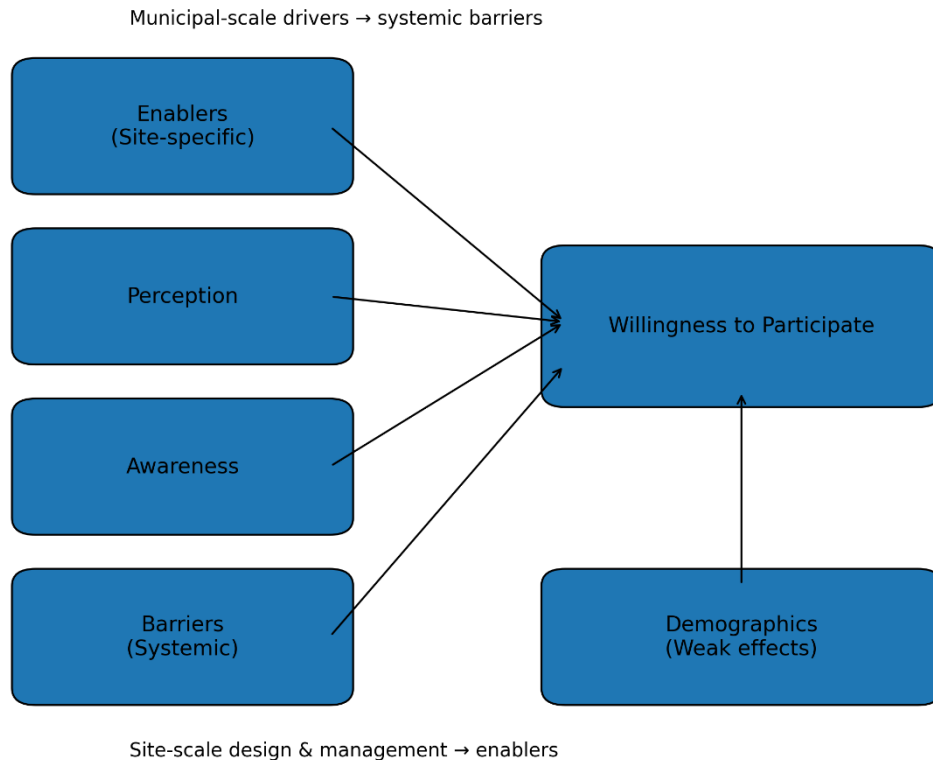 Municipal-scale drivers → systemic barriers
Enablers
(Site-specific)
Perception
Willingness to Participate
Awareness
Barriers
(Systemic)
Demographics
(Weak effects)
Site-scale design & management → enablers